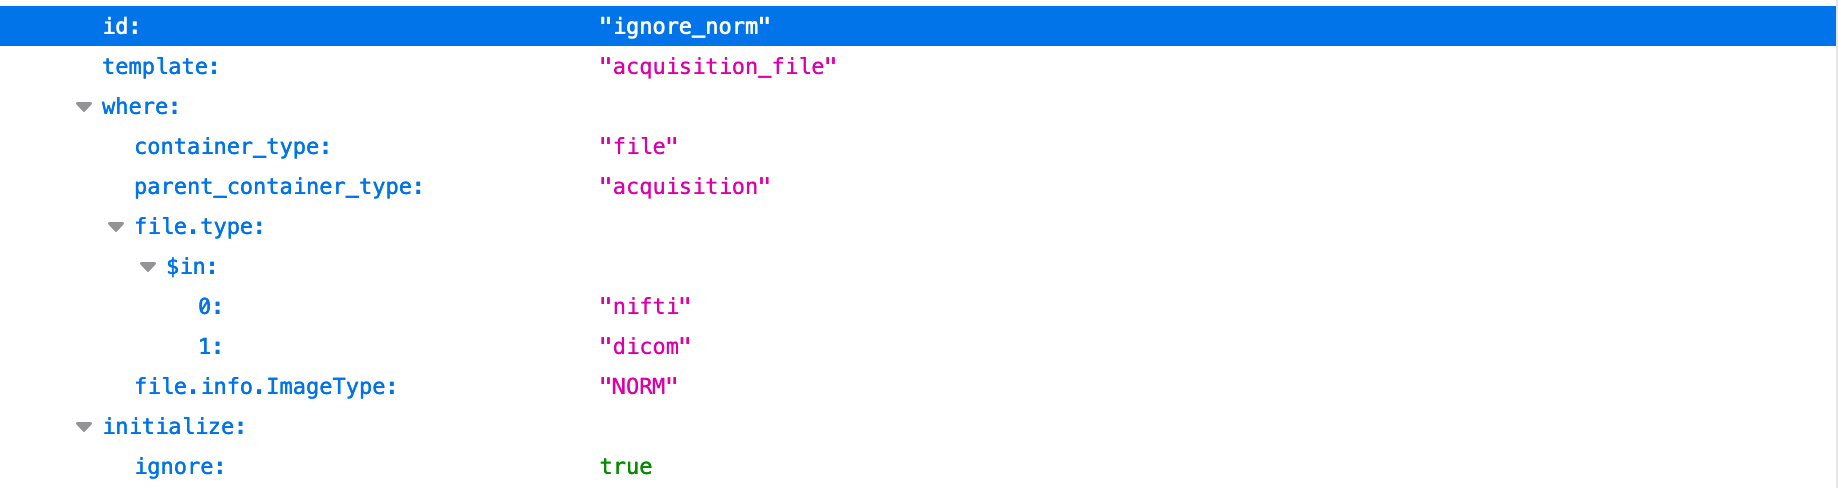 id: "ignore_norm"
template: "acquisition_file"
where:
container_type: "file"
parent_container_type: "acquisition"
file.type:
$in:
0: "nifti"
1: "dicom"
file.info.ImageType: "NORM"
initialize:
ignore: true